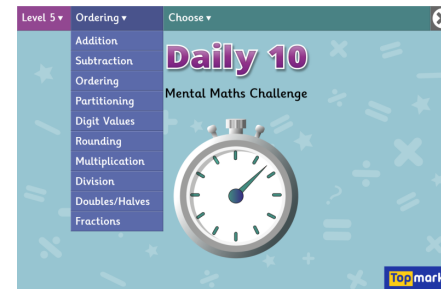 Level 5 ▾ Ordering ▾ Choose ▾
Addition
Subtraction
Ordering
Partitioning
Digit Values
Rounding
Multiplication
Division
Doubles/Halves
Fractions
Daily 10
Mental Maths Challenge
Topmark